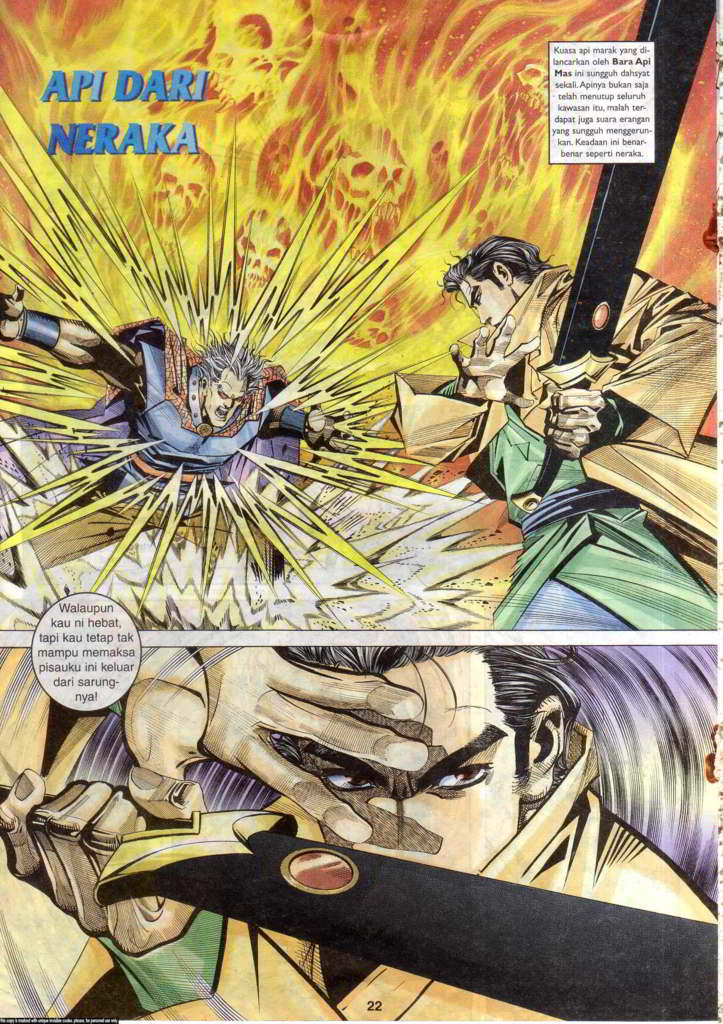 API DARI
NERAKA
Kuasa api marak yang di-
lancarkan oleh Bara Api
Mas ini sungguh dahsyat
sekali. Apinya bukan saja
telah menutup seluruh
kawasan itu, malah ter-
dapat juga suara erangan
yang sungguh menggerun-
kan. Keadaan ini benar-
benar seperti neraka.
Walaupun
kau ni hebat,
tapi kau tetap tak
mampu memaksa
pisauku ini keluar
dari sarung-
nya!
22